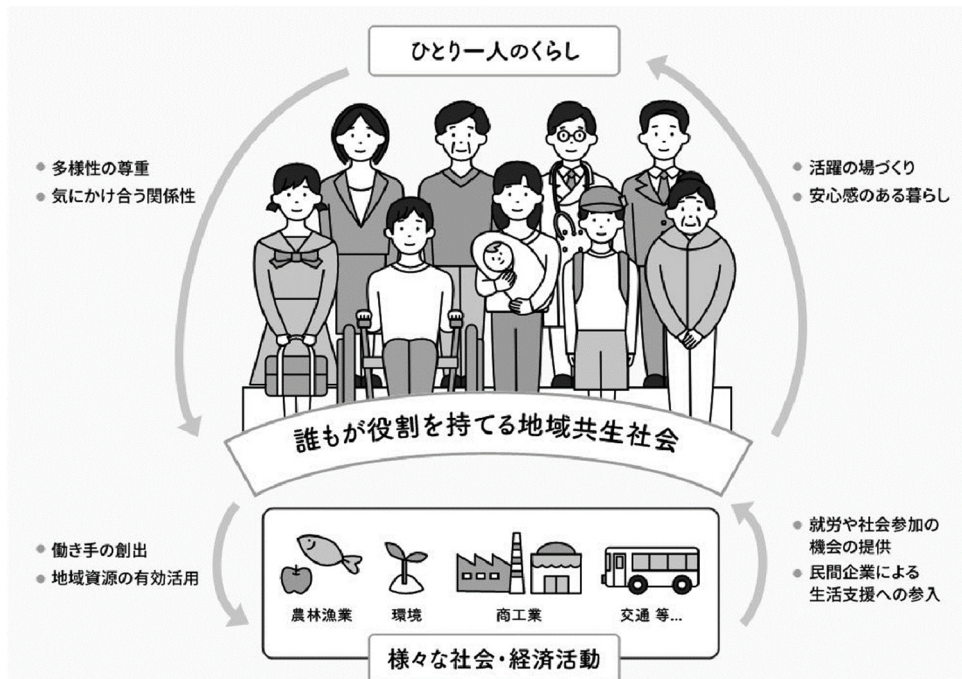 ひとり一人のくらし
多様性の尊重
気にかけ合う関係性
活躍の場づくり
安心感のある暮らし
誰もが役割を持てる地域共生社会
働き手の創出
地域資源の有効活用
就労や社会参加の
機会の提供
民間企業による
生活支援への参入
農林漁業
環境
商工業
交通 等...
様々な社会・経済活動